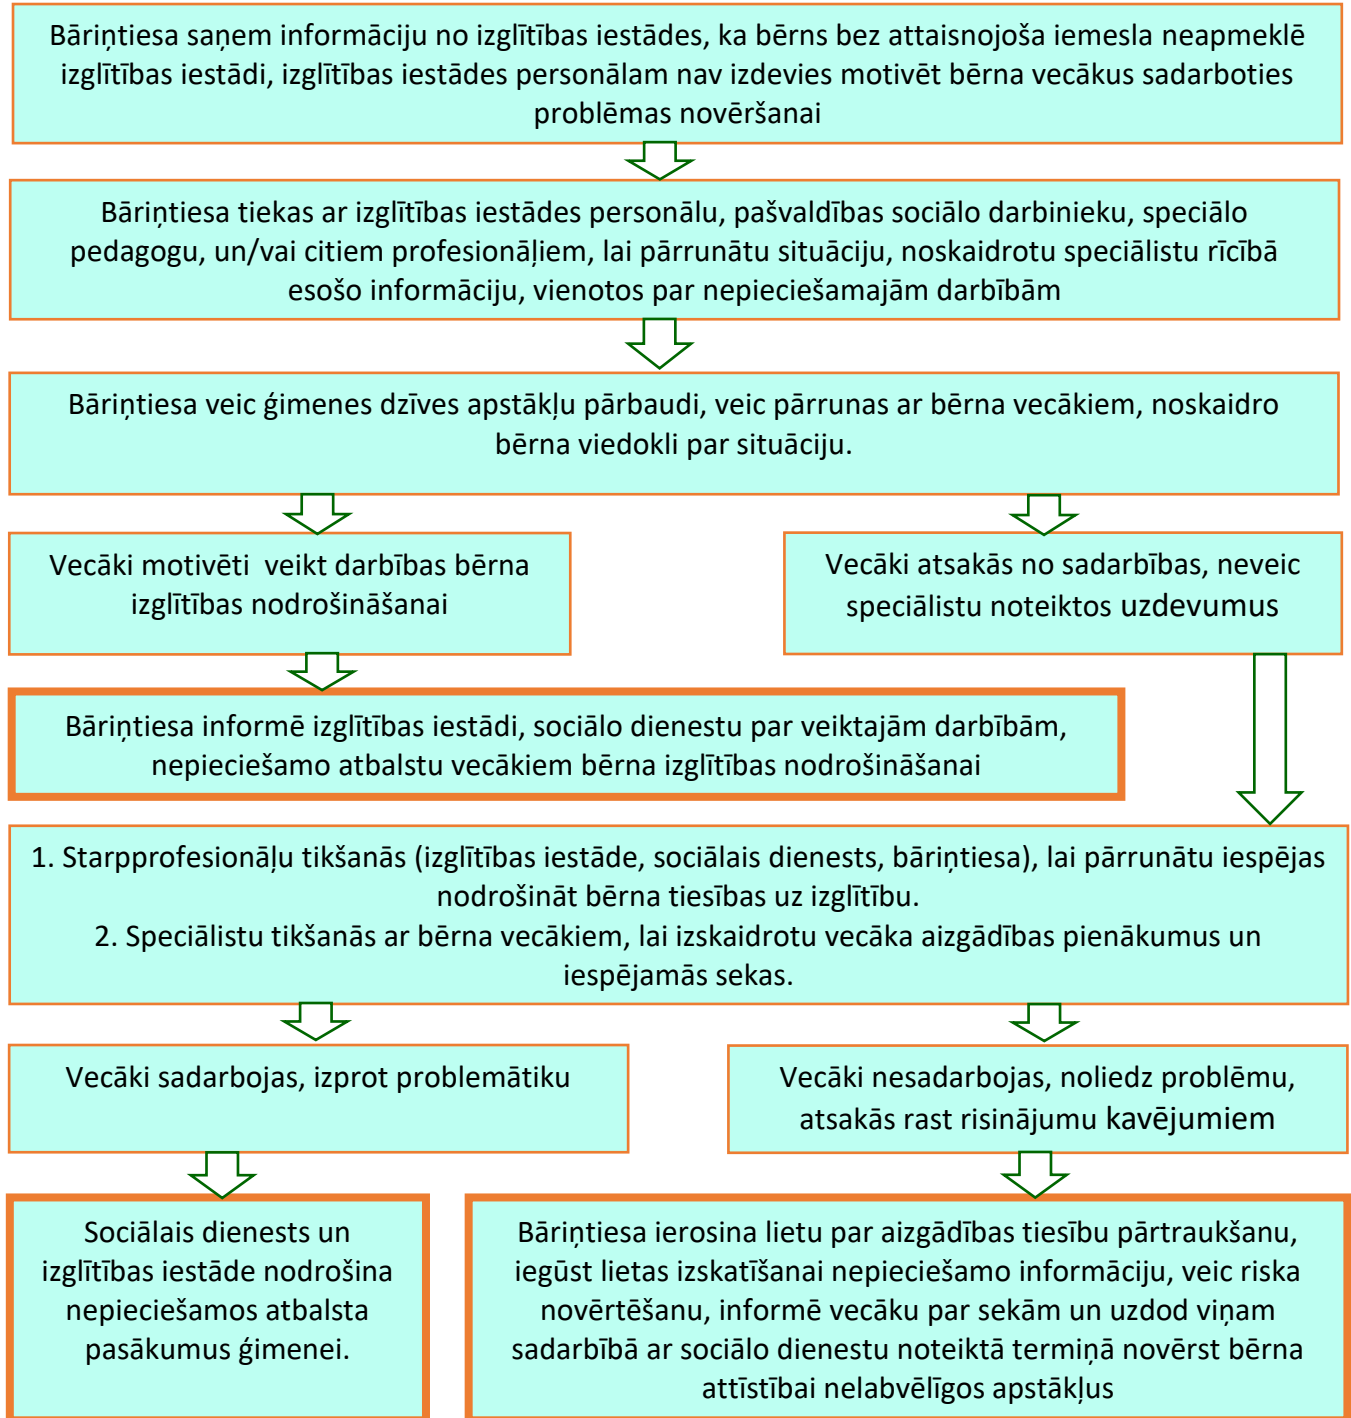 Bāriņtiesa saņem informāciju no izglītības iestādes, ka bērns bez attaisnojoša iemesla neapmeklē
izglītības iestādi, izglītības iestādes personālam nav izdevies motivēt bērna vecākus sadarboties
problēmas novēršanai
Bāriņtiesa tiekas ar izglītības iestādes personālu, pašvaldības sociālo darbinieku, speciālo
pedagogu, un/vai citiem profesionāļiem, lai pārrunātu situāciju, noskaidrotu speciālistu rīcībā
esošo informāciju, vienotos par nepieciešamajām darbībām
Bāriņtiesa veic ģimenes dzīves apstākļu pārbaudi, veic pārrunas ar bērna vecākiem, noskaidro
bērna viedokli par situāciju.
Vecāki motivēti  veikt darbības bērna
izglītības nodrošināšanai
Vecāki atsakās no sadarbības, neveic
speciālistu noteiktos uzdevumus
Bāriņtiesa informē izglītības iestādi, sociālo dienestu par veiktajām darbībām,
nepieciešamo atbalstu vecākiem bērna izglītības nodrošināšanai
1. Starpprofesionāļu tikšanās (izglītības iestāde, sociālais dienests, bāriņtiesa), lai pārrunātu iespējas
nodrošināt bērna tiesības uz izglītību.
2. Speciālistu tikšanās ar bērna vecākiem, lai izskaidrotu vecāka aizgādības pienākumus un
iespējamās sekas.
Vecāki sadarbojas, izprot problemātiku
Vecāki nesadarbojas, noliedz problēmu,
atsakās rast risinājumu kavējumiem
Sociālais dienests un
izglītības iestāde nodrošina
nepieciešamos atbalsta
pasākumus ģimenei.
Bāriņtiesa ierosina lietu par aizgādības tiesību pārtraukšanu,
iegūst lietas izskatīšanai nepieciešamo informāciju, veic riska
novērtēšanu, informē vecāku par sekām un uzdod viņam
sadarbībā ar sociālo dienestu noteiktā termiņā novērst bērna
attīstībai nelabvēlīgos apstākļus